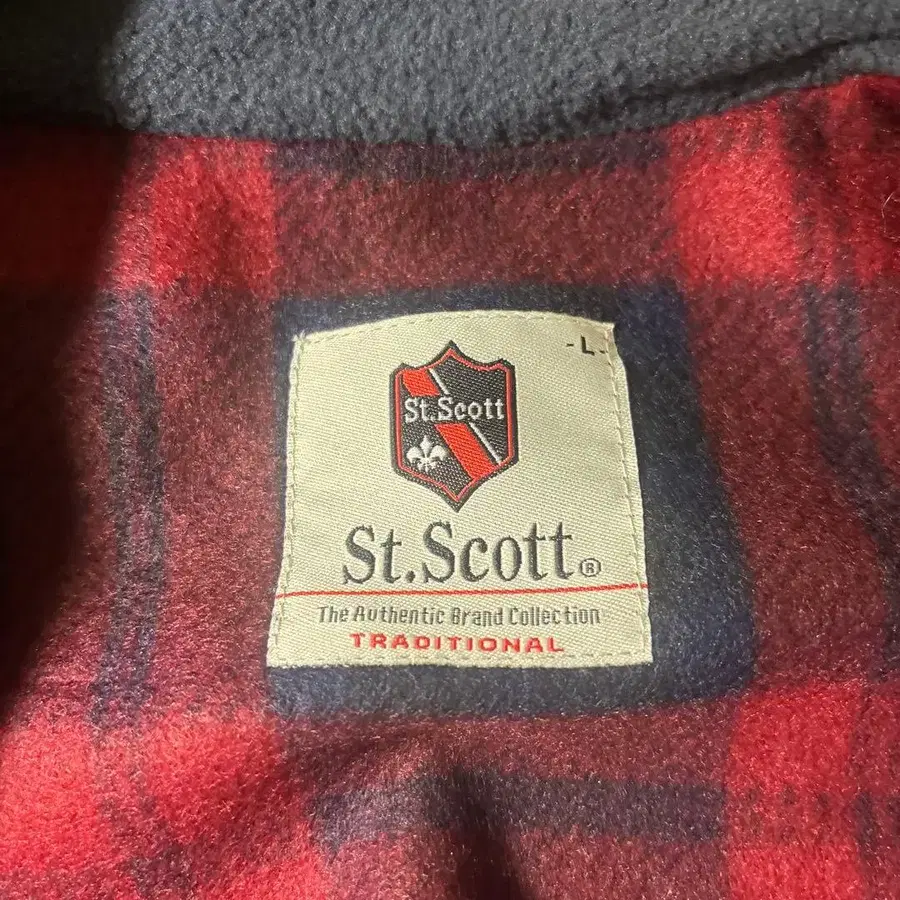 - L -
St.Scott
St.Scott®
The Authentic Brand Collection
TRADITIONAL